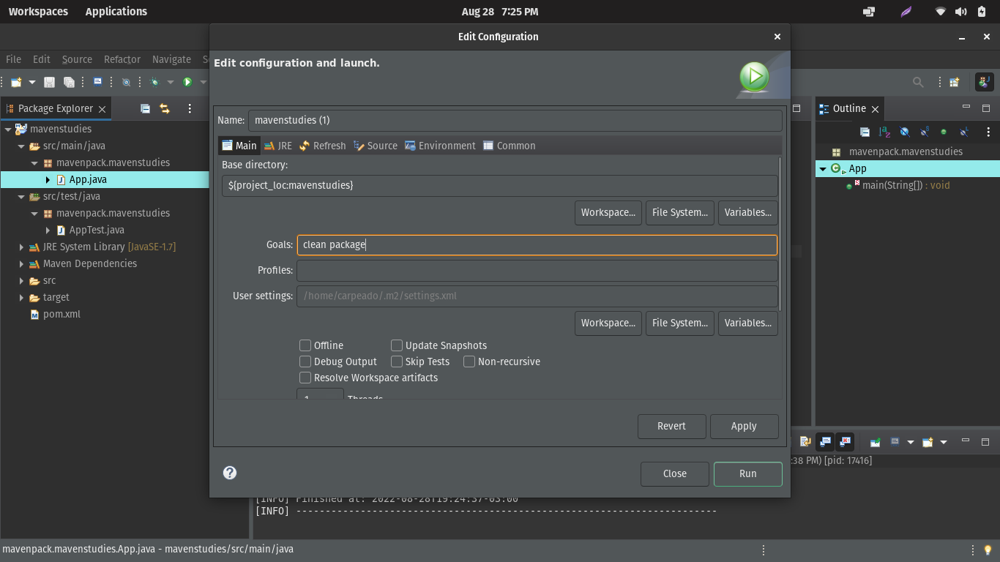 Workspaces Applications Aug 28 7:25 PM
Edit Configuration
File Edit Source Refactor Navigate
Edit configuration and launch.
Package Explorer
Outline
Name: mavenstudies (1)
mavenstudies
src/main/java
mavenpack.mavenstudies
App.java
src/test/java
mavenpack.mavenstudies
AppTest.java
JRE System Library [JavaSE-1.7]
Maven Dependencies
src
target
pom.xml
Main JRE Refresh Source Environment Common
Base directory:
${project_loc:mavenstudies}
Workspace... File System... Variables...
Goals: clean package
Profiles:
User settings: /home/carpeado/.m2/settings.xml
Workspace... File System... Variables...
Offline Update Snapshots
Debug Output Skip Tests Non-recursive
Resolve Workspace artifacts
1 Threads
Revert Apply
Close Run
mavenpack.mavenstudies
App
main(String[]) : void
:38 PM) [pid: 17416]
[INFO] Finished at: 2022-08-28T19:24:37-03:00
[INFO] ------------------------------------------------------------------------
mavenpack.mavenstudies.App.java - mavenstudies/src/main/java